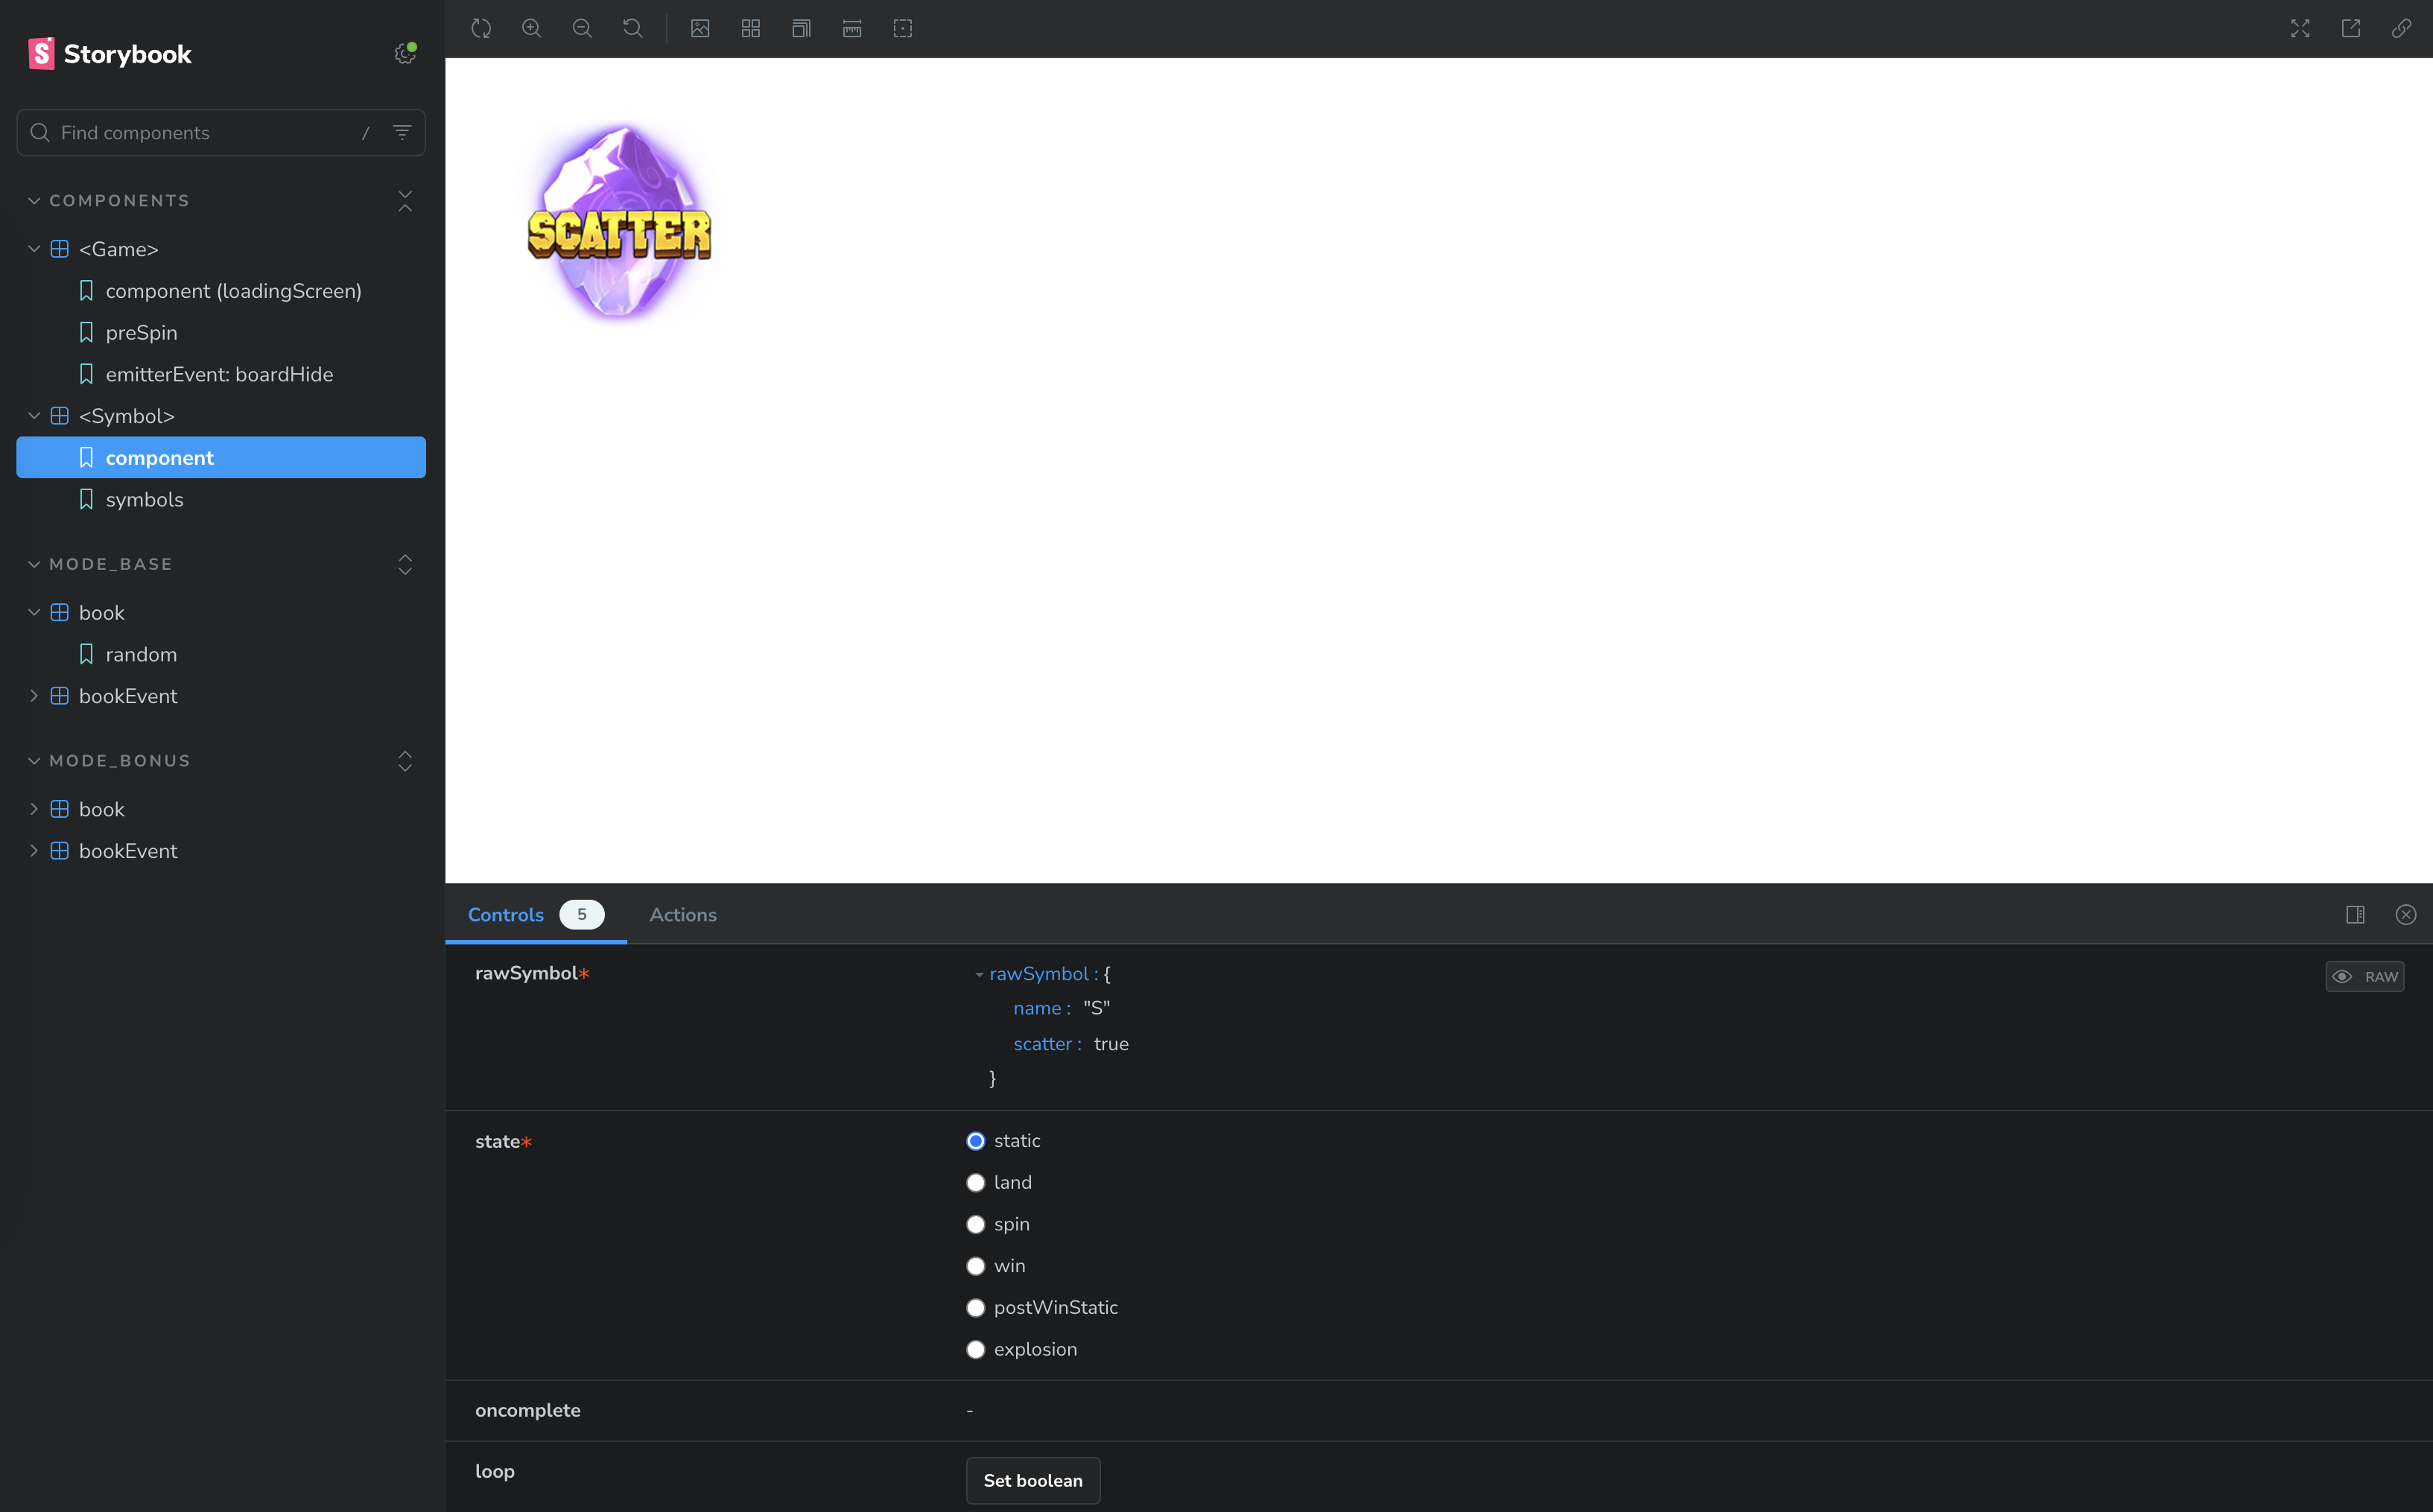 Storybook
Find components /
COMPONENTS
<Game>
component (loadingScreen)
preSpin
emitterEvent: boardHide
<Symbol>
component
symbols
MODE_BASE
book
random
bookEvent
MODE_BONUS
book
bookEvent
SCATTER
Controls 5 Actions
rawSymbol* rawSymbol : { RAW
name : "S"
scatter : true
}
state* static
land
spin
win
postWinStatic
explosion
oncomplete -
loop Set boolean